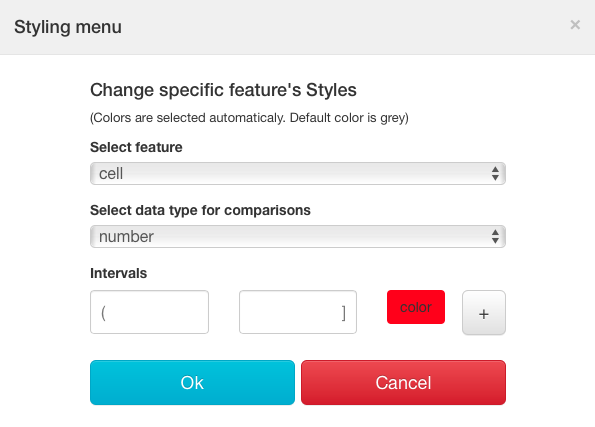 Styling menu ×
Change specific feature's Styles
(Colors are selected automaticaly. Default color is grey)
Select feature
cell
Select data type for comparisons
number
Intervals
( ] color +
Ok Cancel